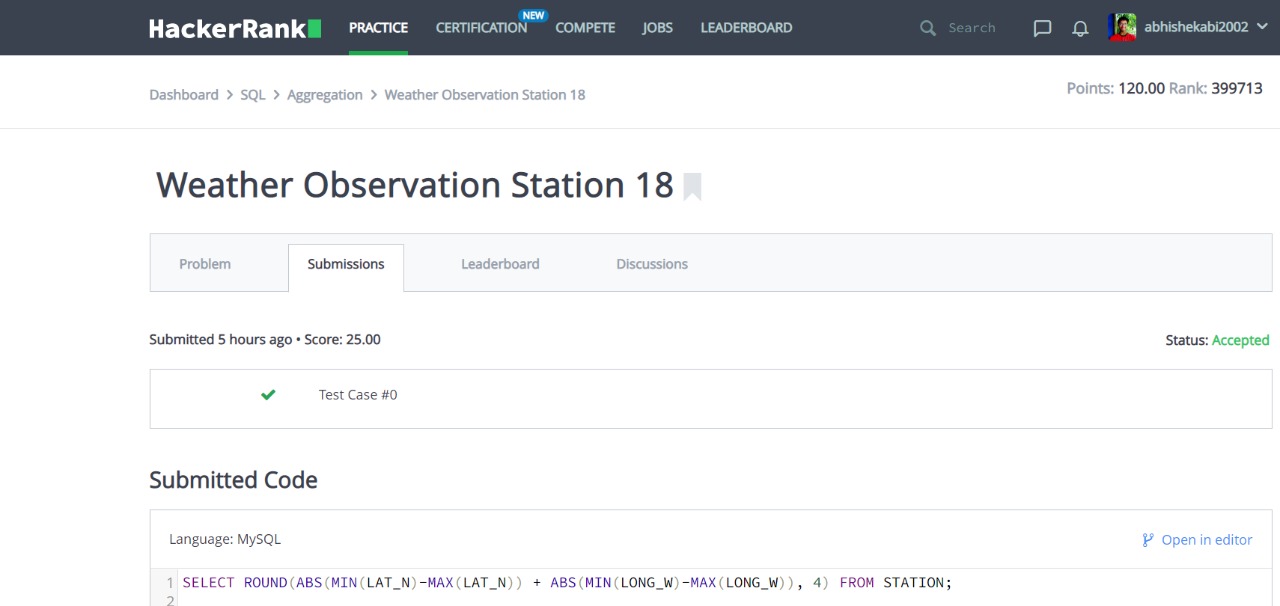 HackerRank PRACTICE CERTIFICATION NEW COMPETE JOBS LEADERBOARD Search abhishekabi2002
Dashboard > SQL > Aggregation > Weather Observation Station 18 Points: 120.00 Rank: 399713
Weather Observation Station 18
Problem Submissions Leaderboard Discussions
Submitted 5 hours ago • Score: 25.00 Status: Accepted
Test Case #0
Submitted Code
Language: MySQL Open in editor
1 SELECT ROUND(ABS(MIN(LAT_N)-MAX(LAT_N)) + ABS(MIN(LONG_W)-MAX(LONG_W)), 4) FROM STATION;
2